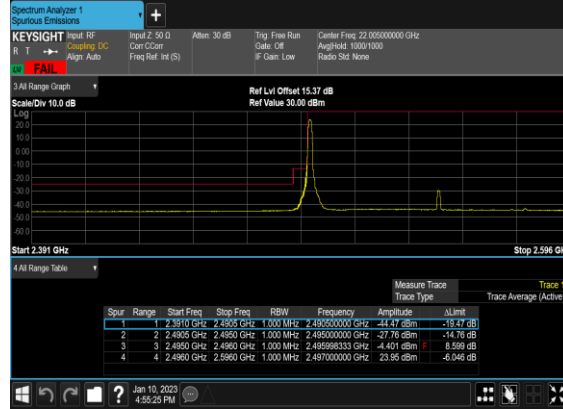 Spectrum Analyzer 1
Spurious Emissions
+
KEYSIGHT Input: RF Input Z: 50 Ω Atten: 30 dB Trig: Free Run Center Freq: 22.005000000 GHz
R T Coupling: DC Corr CCorr Gate: Off Avg|Hold: 1000/1000
Align: Auto Freq Ref: Int (S) IF Gain: Low Radio Std: None
FAIL
3 All Range Graph
Ref Lvl Offset 15.37 dB
Scale/Div 10.0 dB Ref Value 30.00 dBm
Log
20.0
10.0
0.00
-10.0
-20.0
-30.0
-40.0
-50.0
-60.0
Start 2.391 GHz Stop 2.596 GH
4 All Range Table
Measure Trace Trace 1
Trace Type Trace Average (Active
Spur Range Start Freq Stop Freq RBW Frequency Amplitude ΔLimit
1 1 2.3910 GHz 2.4905 GHz 1.000 MHz 2.490500000 GHz -44.47 dBm -19.47 dB
2 2 2.4905 GHz 2.4950 GHz 1.000 MHz 2.495000000 GHz -27.76 dBm -14.76 dB
3 3 2.4950 GHz 2.4960 GHz 1.000 MHz 2.495998333 GHz -4.401 dBm F 8.599 dB
4 4 2.4960 GHz 2.5960 GHz 1.000 MHz 2.497000000 GHz 23.95 dBm -6.046 dB
? Jan 10, 2023
4:55:25 PM